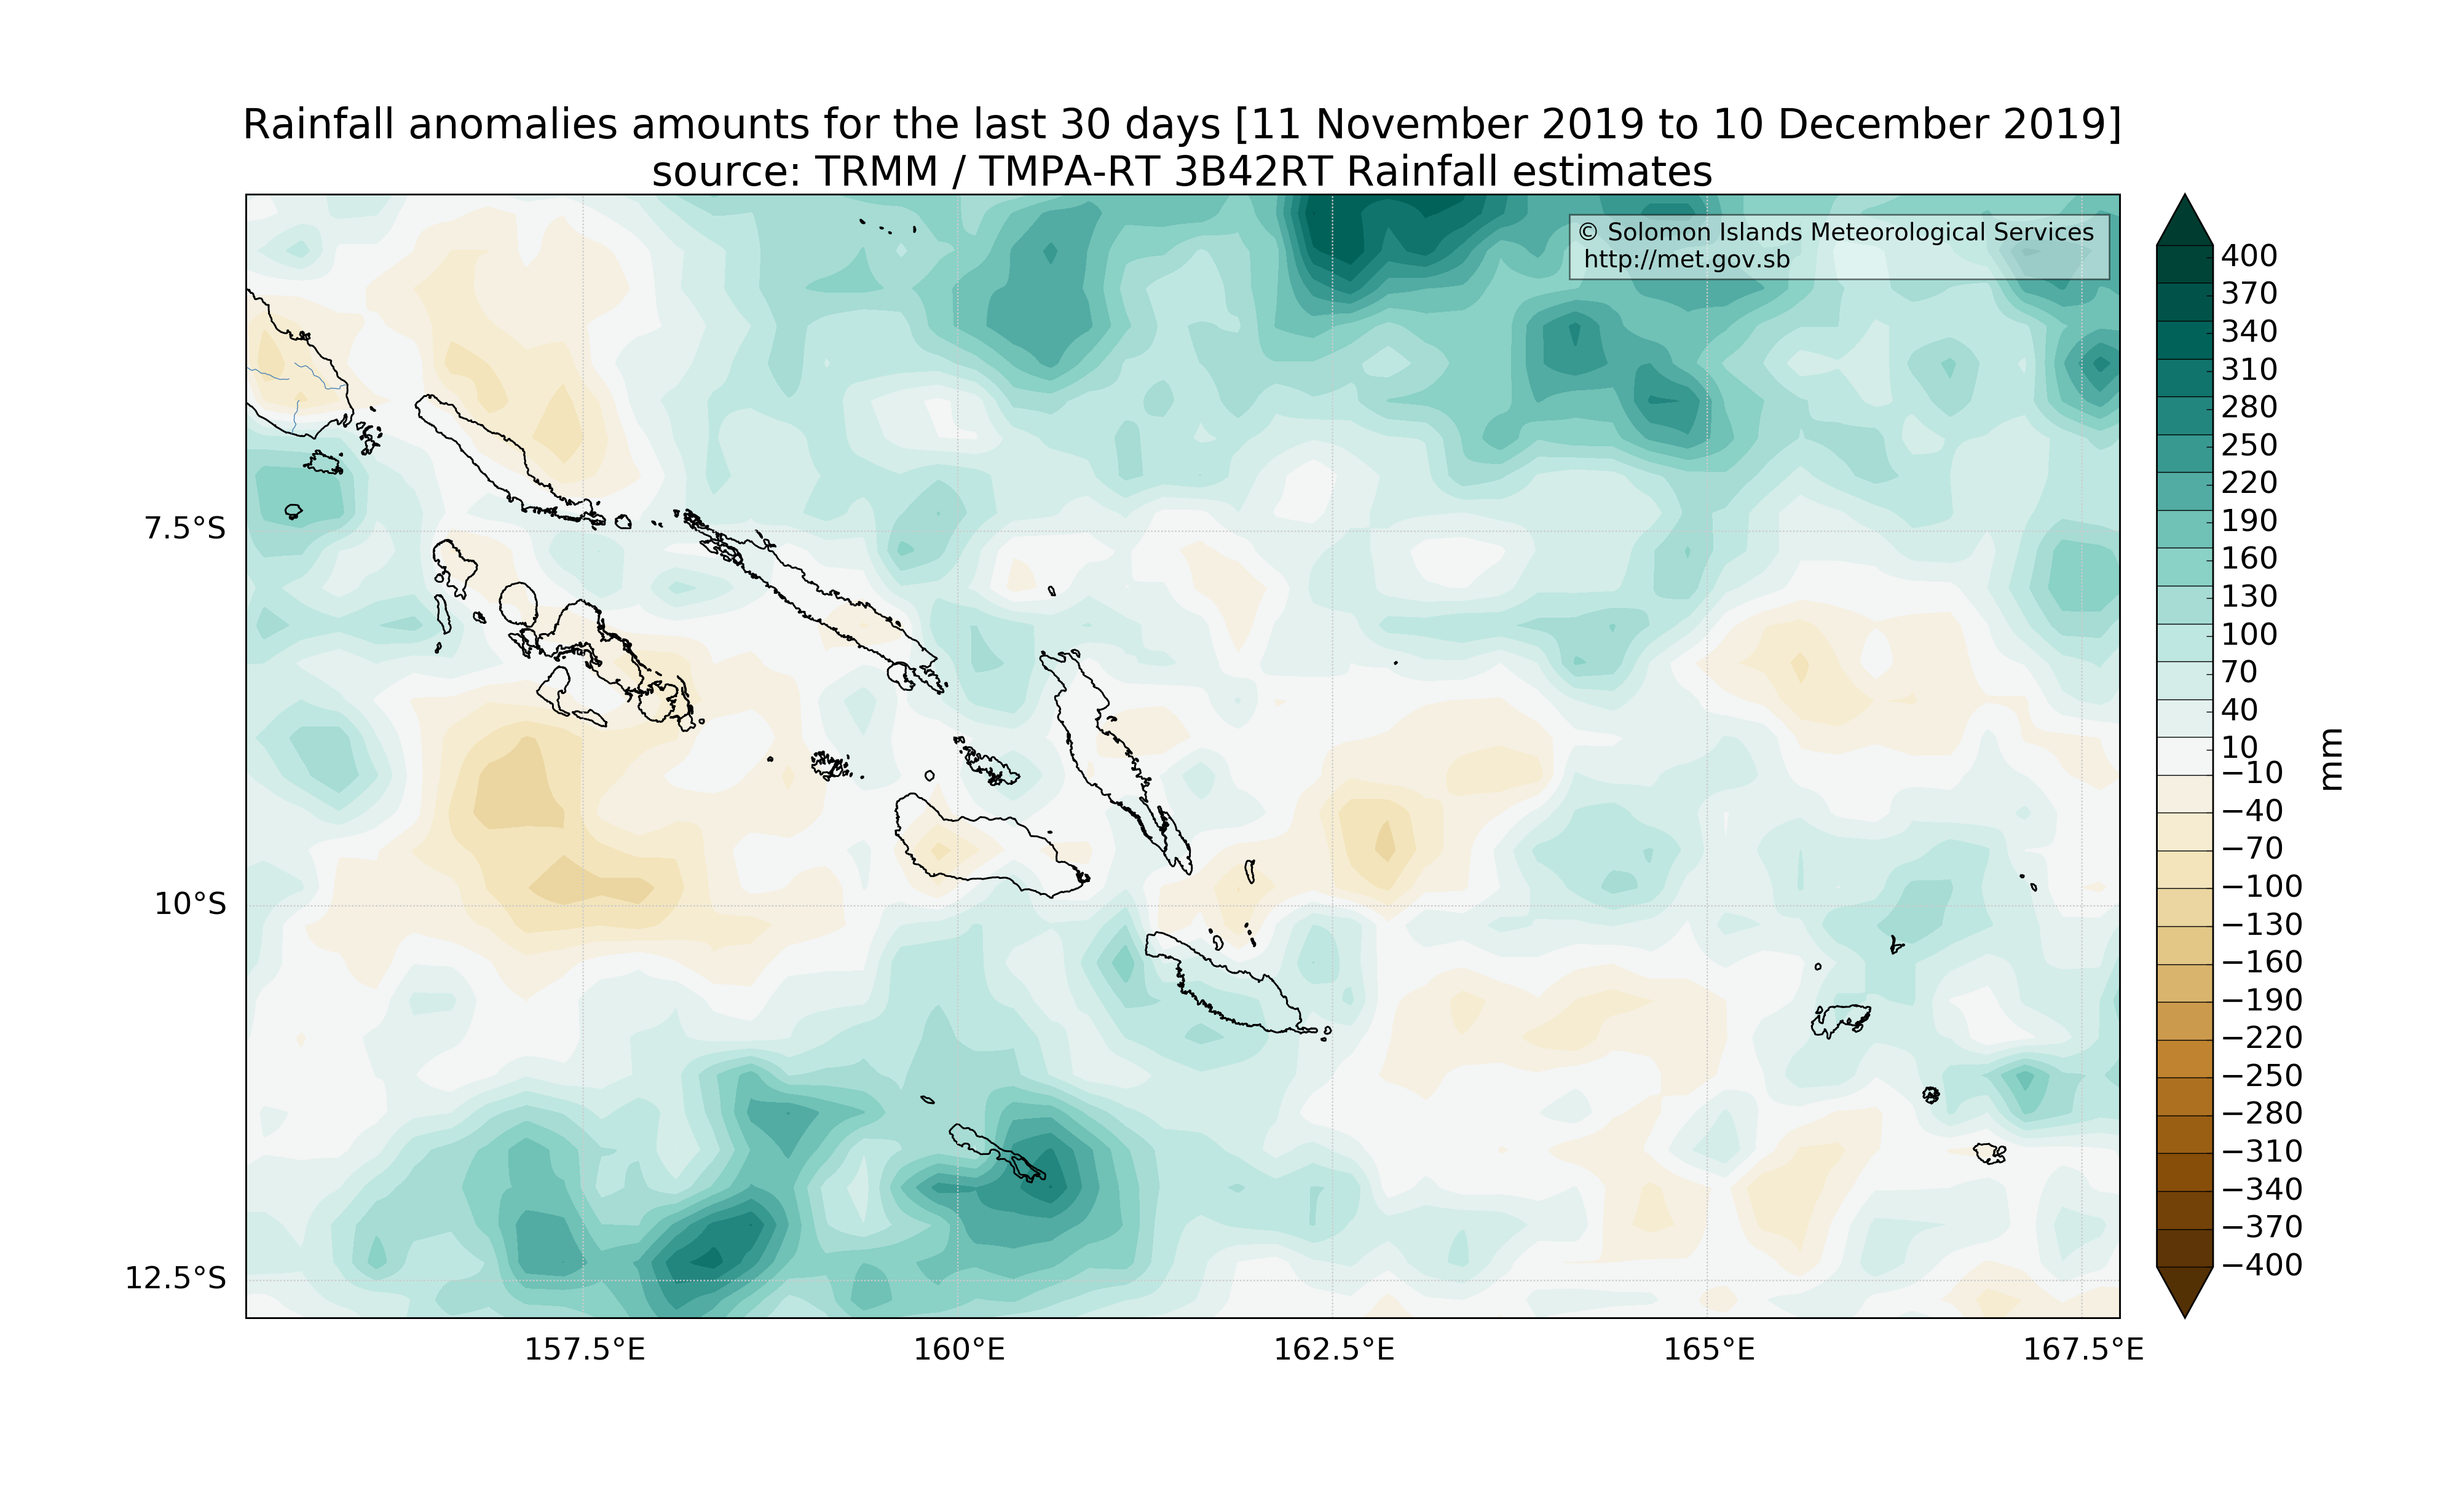 Rainfall anomalies amounts for the last 30 days [11 November 2019 to 10 December 2019]
source: TRMM / TMPA-RT 3B42RT Rainfall estimates
© Solomon Islands Meteorological Services
http://met.gov.sb
7.5°S
10°S
12.5°S
157.5°E
160°E
162.5°E
165°E
167.5°E
400
370
340
310
280
250
220
190
160
130
100
70
40
10
−10
−40
−70
−100
−130
−160
−190
−220
−250
−280
−310
−340
−370
−400
mm